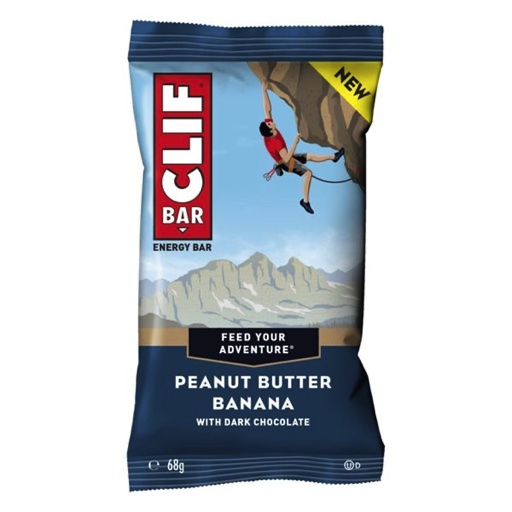 NEW
CLIF
BAR
ENERGY BAR
FEED YOUR
ADVENTURE®
PEANUT BUTTER
BANANA
WITH DARK CHOCOLATE
℮ 68g
U D